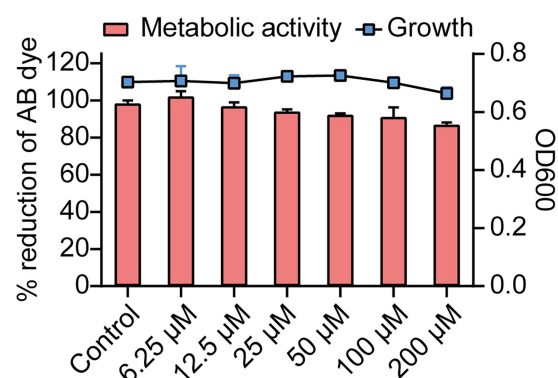 Metabolic activity Growth
% reduction of AB dye
120
100
80
60
40
20
0
0.8
0.6
0.4
0.2
0.0
OD600
Control
6.25 µM
12.5 µM
25 µM
50 µM
100 µM
200 µM